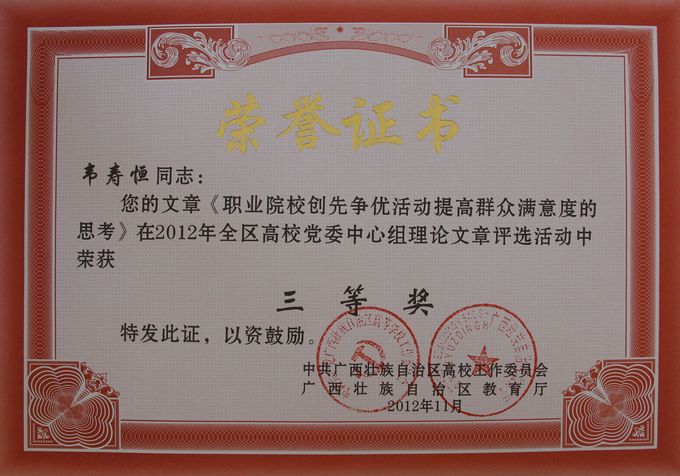 荣誉证书
韦寿恒同志：
您的文章《职业院校创先争优活动提高群众满意度的
思考》在2012年全区高校党委中心组理论文章评选活动中
荣获
三等奖
特发此证，以资鼓励。
中共广西壮族自治区高校工作委员会
广西壮族自治区教育厅
2012年11月